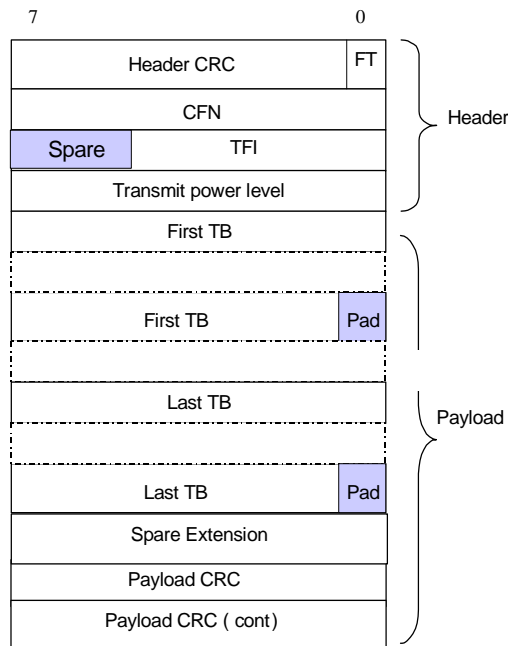 7 0
Header CRC FT
CFN
Header
Spare TFI
Transmit power level
First TB
First TB Pad
Last TB
Payload
Last TB Pad
Spare Extension
Payload CRC
Payload CRC ( cont)